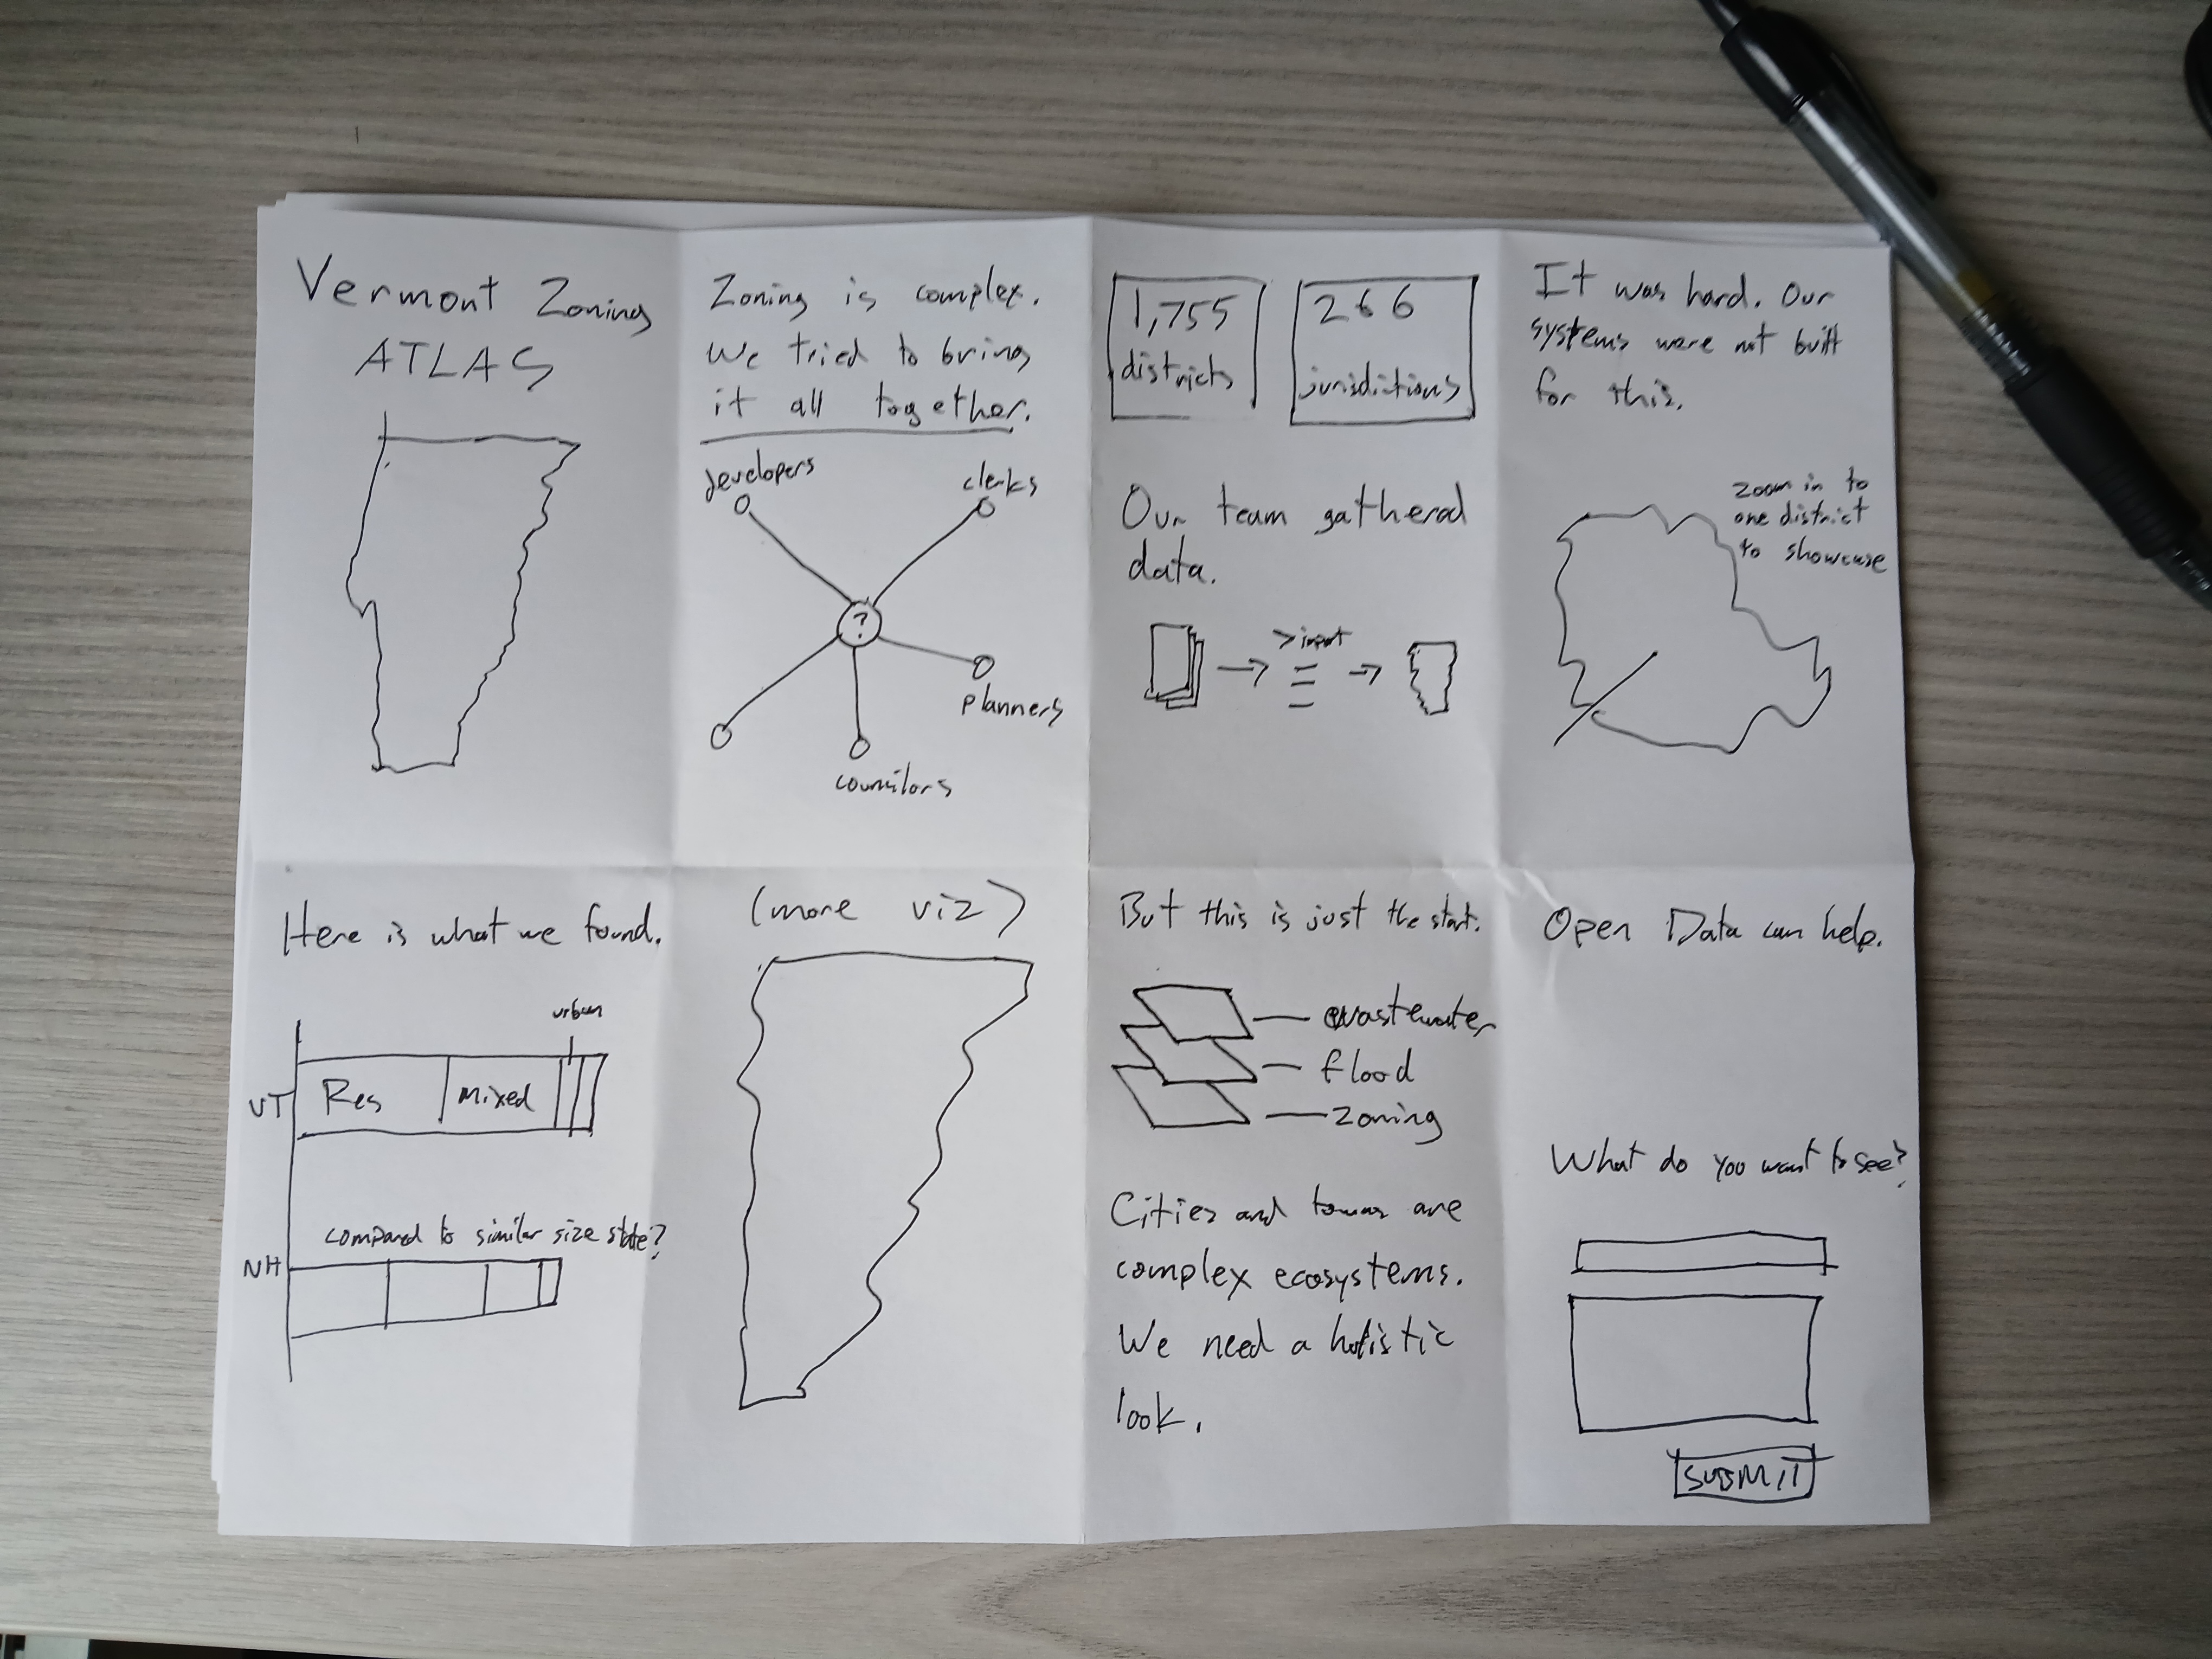 Vermont Zoning
ATLAS
Zoning is complex.
We tried to bring
it all together.
developers
clerks
?
planners
councilors
1,755
districts
266
jurisdictions
Our team gathered
data.
>input
It was hard. Our
systems were not built
for this.
zoom in to
one district
to showcase
Here is what we found.
urban
VT
Res
Mixed
compared to similar size state?
NH
(more viz)
But this is just the start.
wastewater
flood
zoning
Cities and towns are
complex ecosystems.
We need a holistic
look.
Open Data can help.
What do you want to see?
SUBMIT